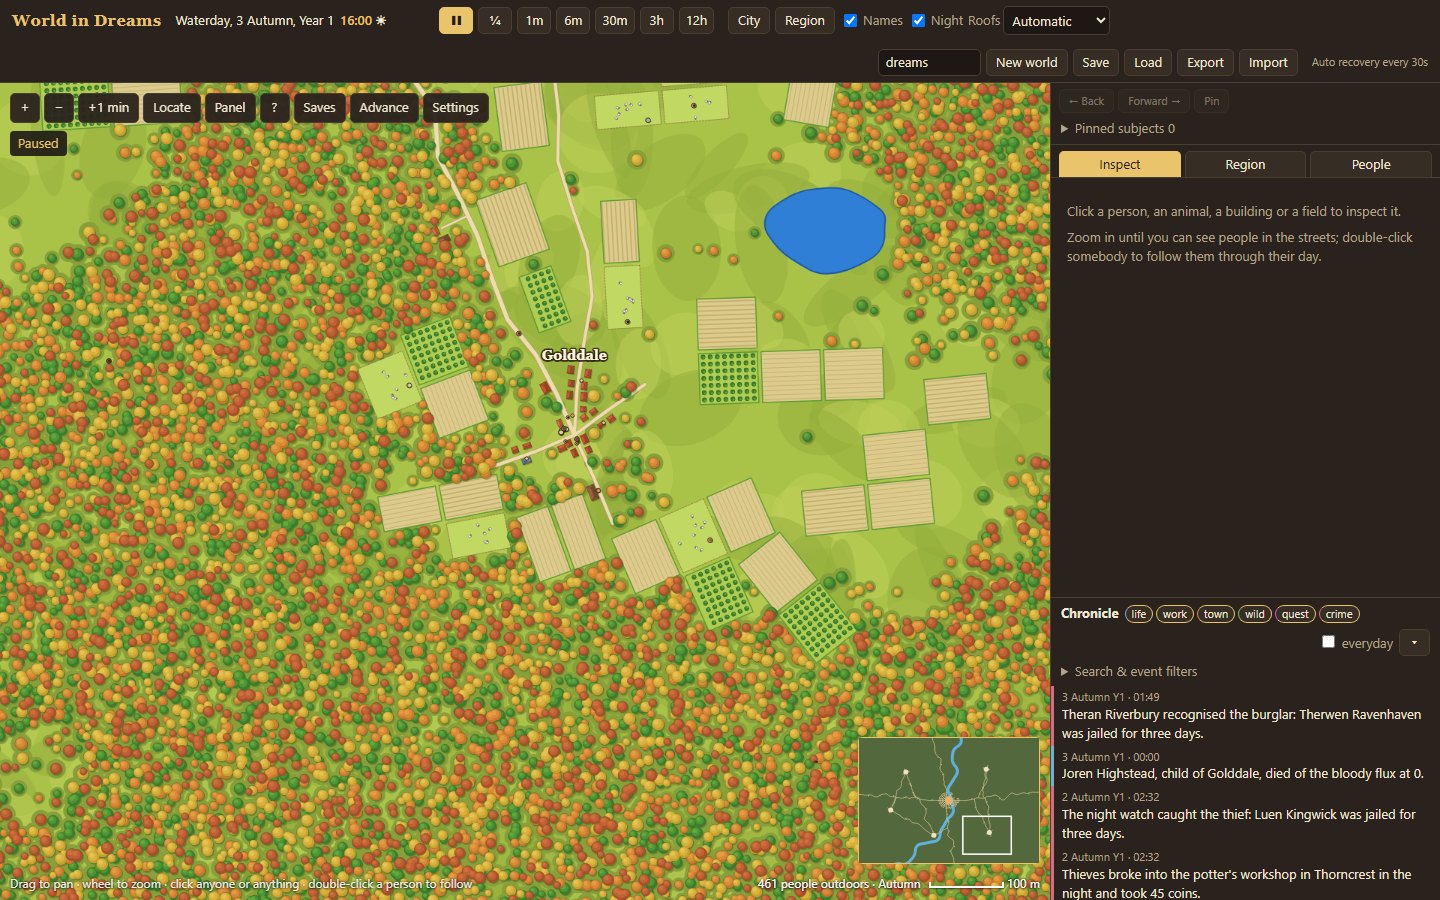 World in Dreams
Waterday, 3 Autumn, Year 1 16:00
¼ 1m 6m 30m 3h 12h City Region Names Night Roofs Automatic
dreams New world Save Load Export Import Auto recovery every 30s
+ − +1 min Locate Panel ? Saves Advance Settings
Paused
Golddale
Drag to pan · wheel to zoom · click anyone or anything · double-click a person to follow
461 people outdoors · Autumn 100 m
← Back Forward → Pin
Pinned subjects 0
Inspect Region People
Click a person, an animal, a building or a field to inspect it.
Zoom in until you can see people in the streets; double-click
somebody to follow them through their day.
Chronicle life work town wild quest crime
everyday
Search & event filters
3 Autumn Y1 · 01:49
Theran Riverbury recognised the burglar: Therwen Ravenhaven
was jailed for three days.
3 Autumn Y1 · 00:00
Joren Highstead, child of Golddale, died of the bloody flux at 0.
2 Autumn Y1 · 02:32
The night watch caught the thief: Luen Kingwick was jailed for
three days.
2 Autumn Y1 · 02:32
Thieves broke into the potter's workshop in Thorncrest in the
night and took 45 coins.